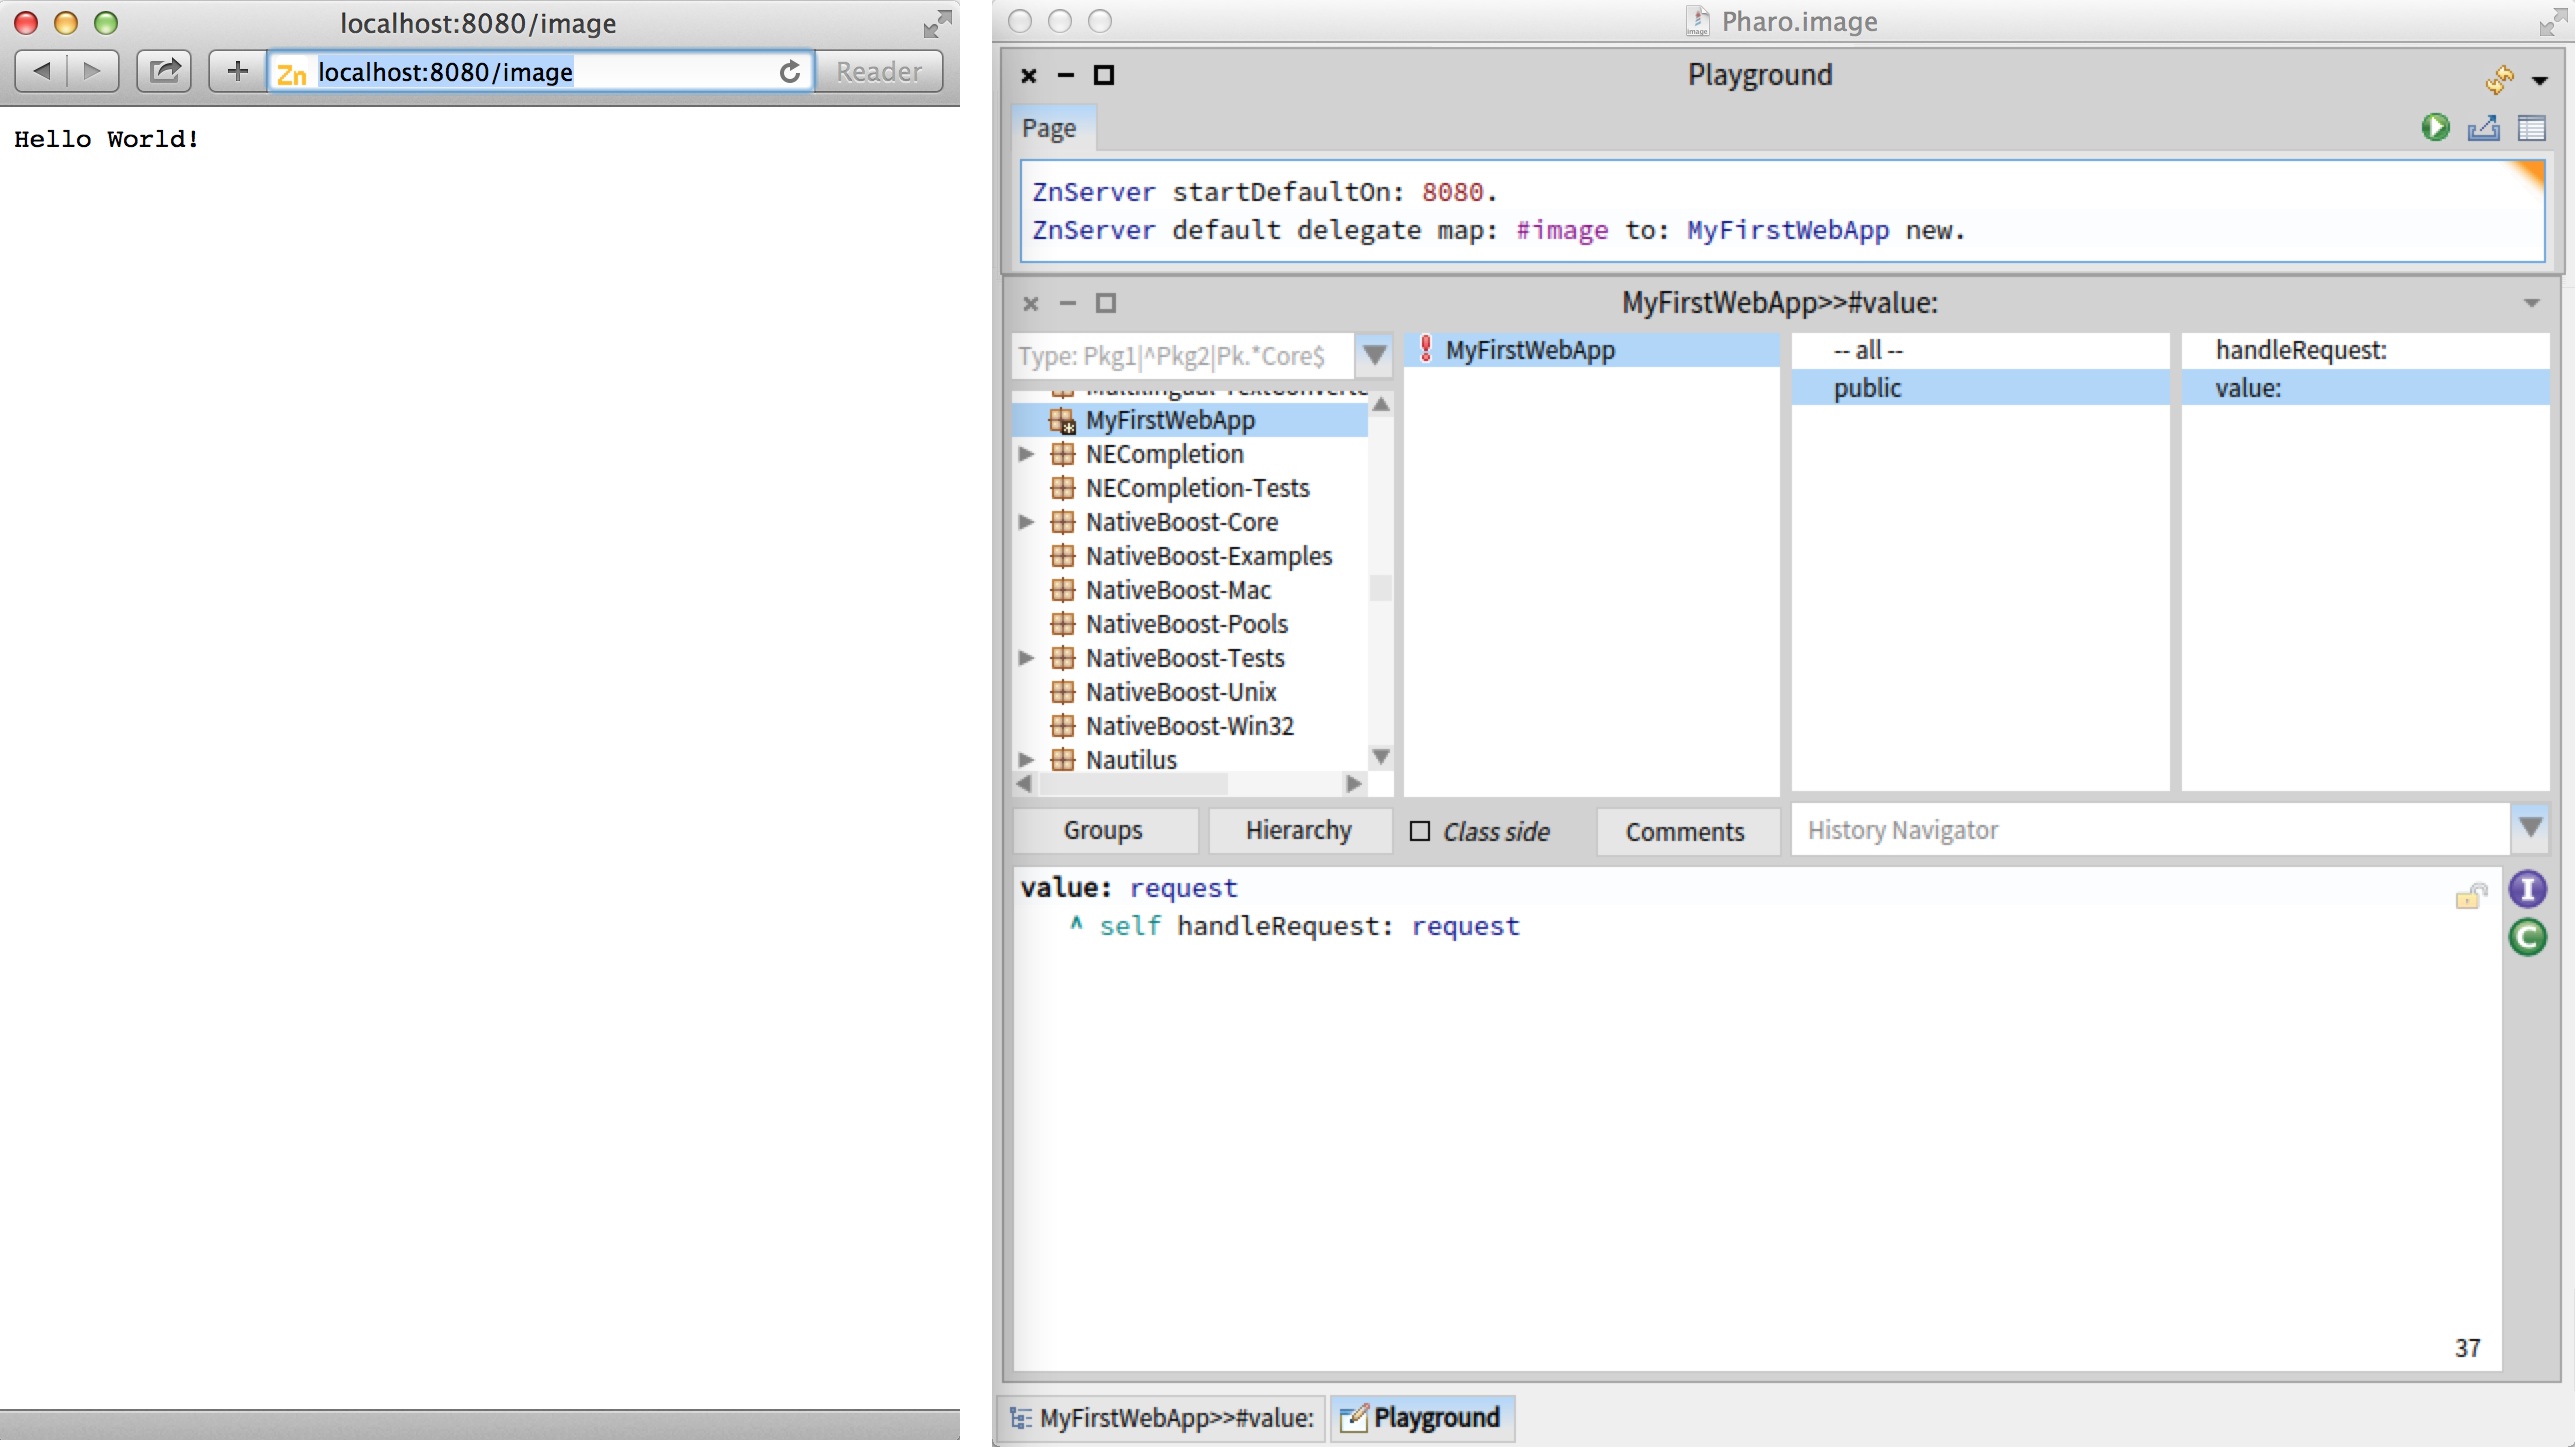 localhost:8080/image
Zn localhost:8080/image
Reader
Hello World!
Pharo.image
Playground
Page
ZnServer startDefaultOn: 8080.
ZnServer default delegate map: #image to: MyFirstWebApp new.
MyFirstWebApp>>#value:
Type: Pkg1|^Pkg2|Pk.*Core$
MyFirstWebApp
NECompletion
NECompletion-Tests
NativeBoost-Core
NativeBoost-Examples
NativeBoost-Mac
NativeBoost-Pools
NativeBoost-Tests
NativeBoost-Unix
NativeBoost-Win32
Nautilus
MyFirstWebApp
-- all --
public
handleRequest:
value:
Groups
Hierarchy
Class side
Comments
History Navigator
value: request
^ self handleRequest: request
I
C
37
MyFirstWebApp>>#value:
Playground